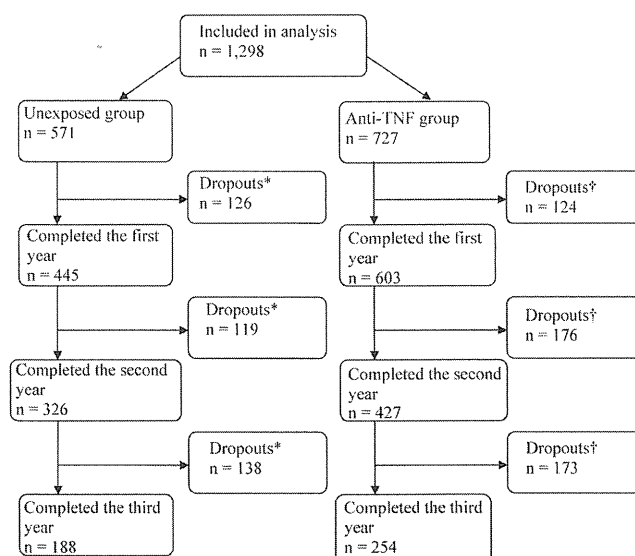 Included in analysis
n = 1,298
Unexposed group
n = 571
Anti-TNF group
n = 727
Dropouts*
n = 126
Dropouts†
n = 124
Completed the first
year
n = 445
Completed the first
year
n = 603
Dropouts*
n = 119
Dropouts†
n = 176
Completed the second
year
n = 326
Completed the second
year
n = 427
Dropouts*
n = 138
Dropouts†
n = 173
Completed the third
year
n = 188
Completed the third
year
n = 254